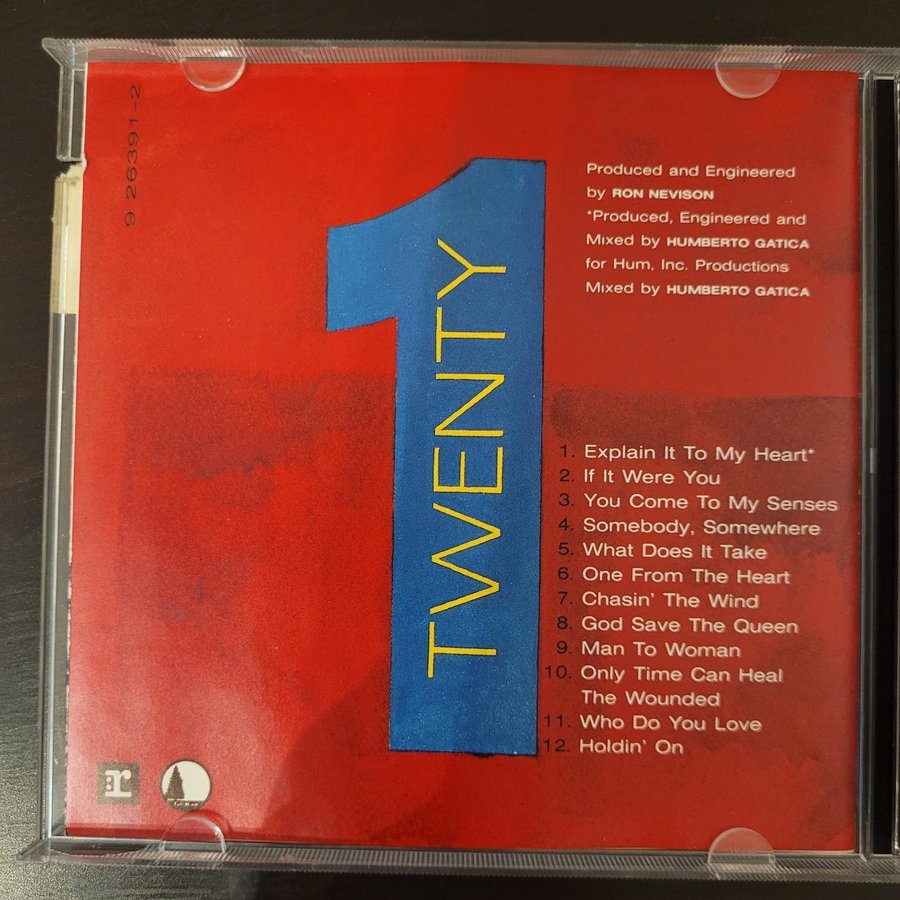 9 26391-2
Produced and Engineered
by RON NEVISON
*Produced, Engineered and
Mixed by HUMBERTO GATICA
for Hum, Inc. Productions
Mixed by HUMBERTO GATICA
TWENTY
1
1. Explain It To My Heart*
2. If It Were You
3. You Come To My Senses
4. Somebody, Somewhere
5. What Does It Take
6. One From The Heart
7. Chasin' The Wind
8. God Save The Queen
9. Man To Woman
10. Only Time Can Heal
The Wounded
11. Who Do You Love
12. Holdin' On
:r